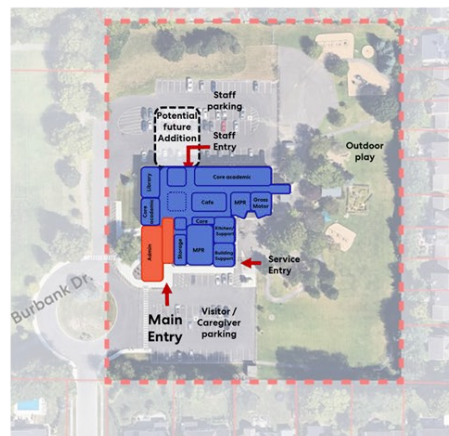 Staff
parking
Potential
future
Addition
Staff
Entry
Outdoor
play
Library
Core academic
Core
academic
Cafe
MPR
Gross
Motor
Core
Kitchen/
Support
Admin
Storage
MPR
Building
Support
Service
Entry
Burbank Dr.
Main
Entry
Visitor /
Caregiver
parking